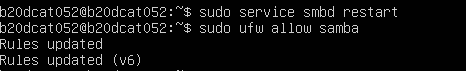 b20dcat052@b20dcat052:~$ sudo service smbd restart
b20dcat052@b20dcat052:~$ sudo ufw allow samba
Rules updated
Rules updated (v6)